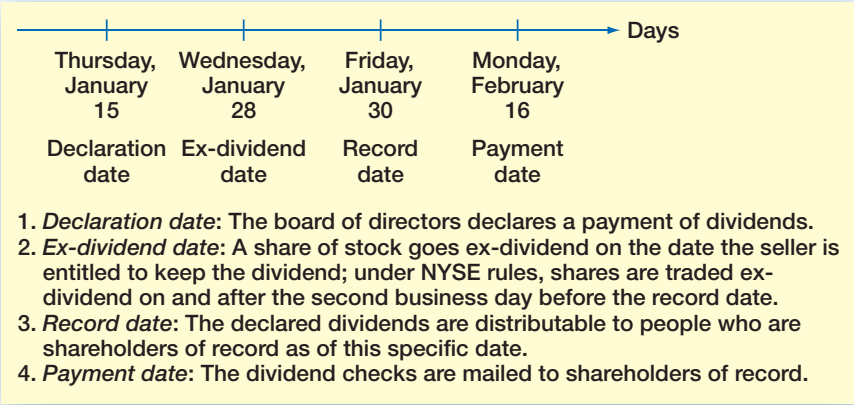 Days
Thursday, January 15
Wednesday, January 28
Friday, January 30
Monday, February 16
Declaration date
Ex-dividend date
Record date
Payment date
1. Declaration date: The board of directors declares a payment of dividends.
2. Ex-dividend date: A share of stock goes ex-dividend on the date the seller is
entitled to keep the dividend; under NYSE rules, shares are traded ex-
dividend on and after the second business day before the record date.
3. Record date: The declared dividends are distributable to people who are
shareholders of record as of this specific date.
4. Payment date: The dividend checks are mailed to shareholders of record.